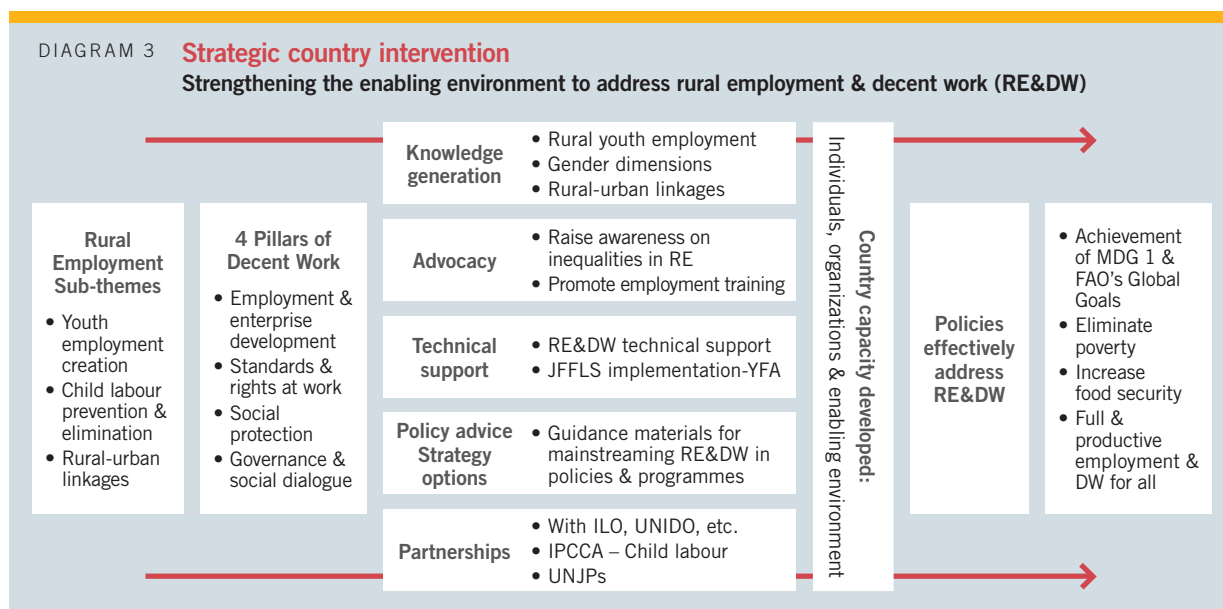 DIAGRAM 3 Strategic country intervention
Strengthening the enabling environment to address rural employment & decent work (RE&DW)
Rural
Employment
Sub-themes
• Youth
employment
creation
• Child labour
prevention &
elimination
• Rural-urban
linkages
4 Pillars of
Decent Work
• Employment &
enterprise
development
• Standards &
rights at work
• Social
protection
• Governance &
social dialogue
Knowledge
generation
• Rural youth employment
• Gender dimensions
• Rural-urban linkages
Advocacy
• Raise awareness on
inequalities in RE
• Promote employment training
Technical
support
• RE&DW technical support
• JFFLS implementation-YFA
Policy advice
Strategy
options
• Guidance materials for
mainstreaming RE&DW in
policies & programmes
Partnerships
• With ILO, UNIDO, etc.
• IPCCA – Child labour
• UNJPs
Country capacity developed:
Individuals, organizations & enabling environment
Policies
effectively
address
RE&DW
• Achievement
of MDG 1 &
FAO's Global
Goals
• Eliminate
poverty
• Increase
food security
• Full &
productive
employment &
DW for all